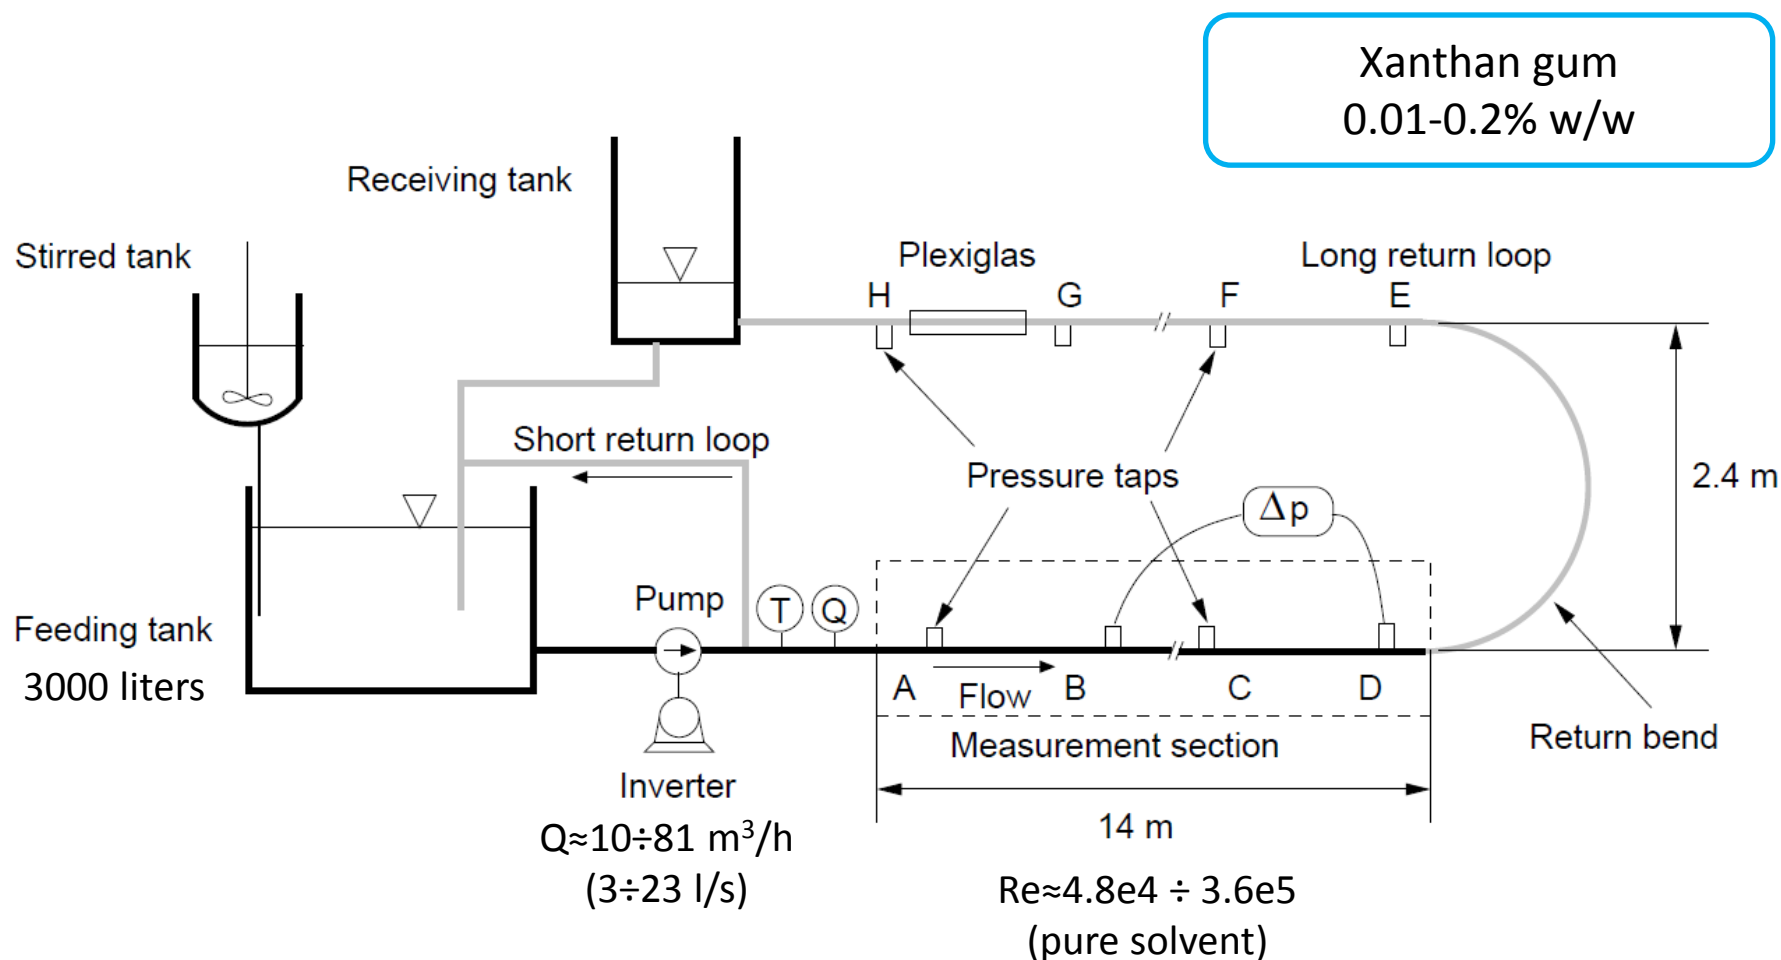 Xanthan gum
0.01-0.2% w/w
Receiving tank
Stirred tank
Plexiglas
Long return loop
H
G
F
E
Short return loop
Pressure taps
2.4 m
Δp
Pump
T
Q
Feeding tank
3000 liters
A
Flow
B
C
D
Measurement section
Return bend
Inverter
Q≈10÷81 m³/h
(3÷23 l/s)
14 m
Re≈4.8e4 ÷ 3.6e5
(pure solvent)